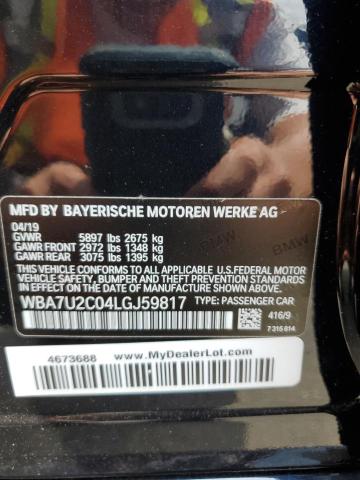 MFD BY BAYERISCHE MOTOREN WERKE AG
04/19
GVWR 5897 lbs 2675 kg
GAWR FRONT 2972 lbs 1348 kg
GAWR REAR 3075 lbs 1395 kg
THIS VEHICLE CONFORMS TO ALL APPLICABLE U.S. FEDERAL MOTOR
VEHICLE SAFETY, BUMPER AND THEFT PREVENTION STANDARDS
IN EFFECT ON THE DATE OF MANUFACTURE SHOWN ABOVE.
WBA7U2C04LGJ59817 TYPE: PASSENGER CAR
416/9
7 315 814
4673688 www.MyDealerLot.com
BMW
BMW